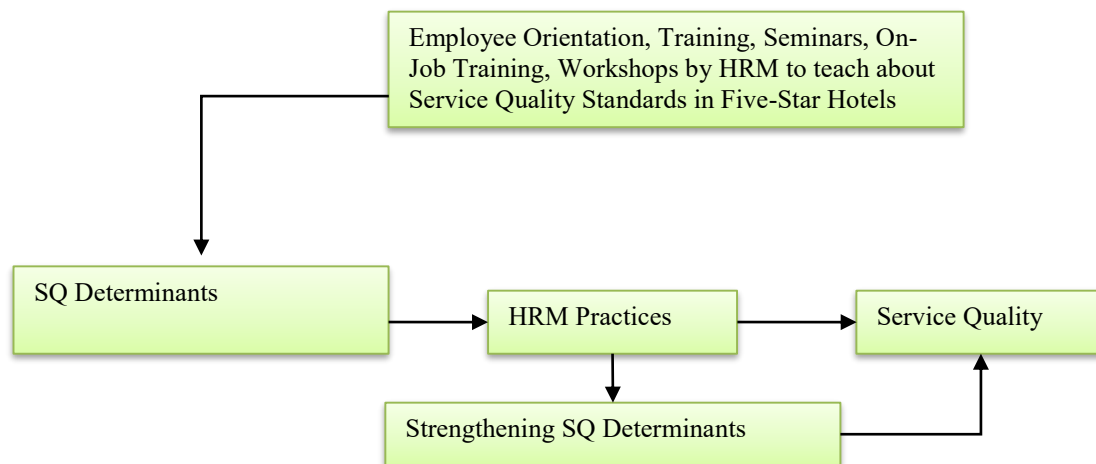 Employee Orientation, Training, Seminars, On-
Job Training, Workshops by HRM to teach about
Service Quality Standards in Five-Star Hotels
SQ Determinants
HRM Practices
Service Quality
Strengthening SQ Determinants